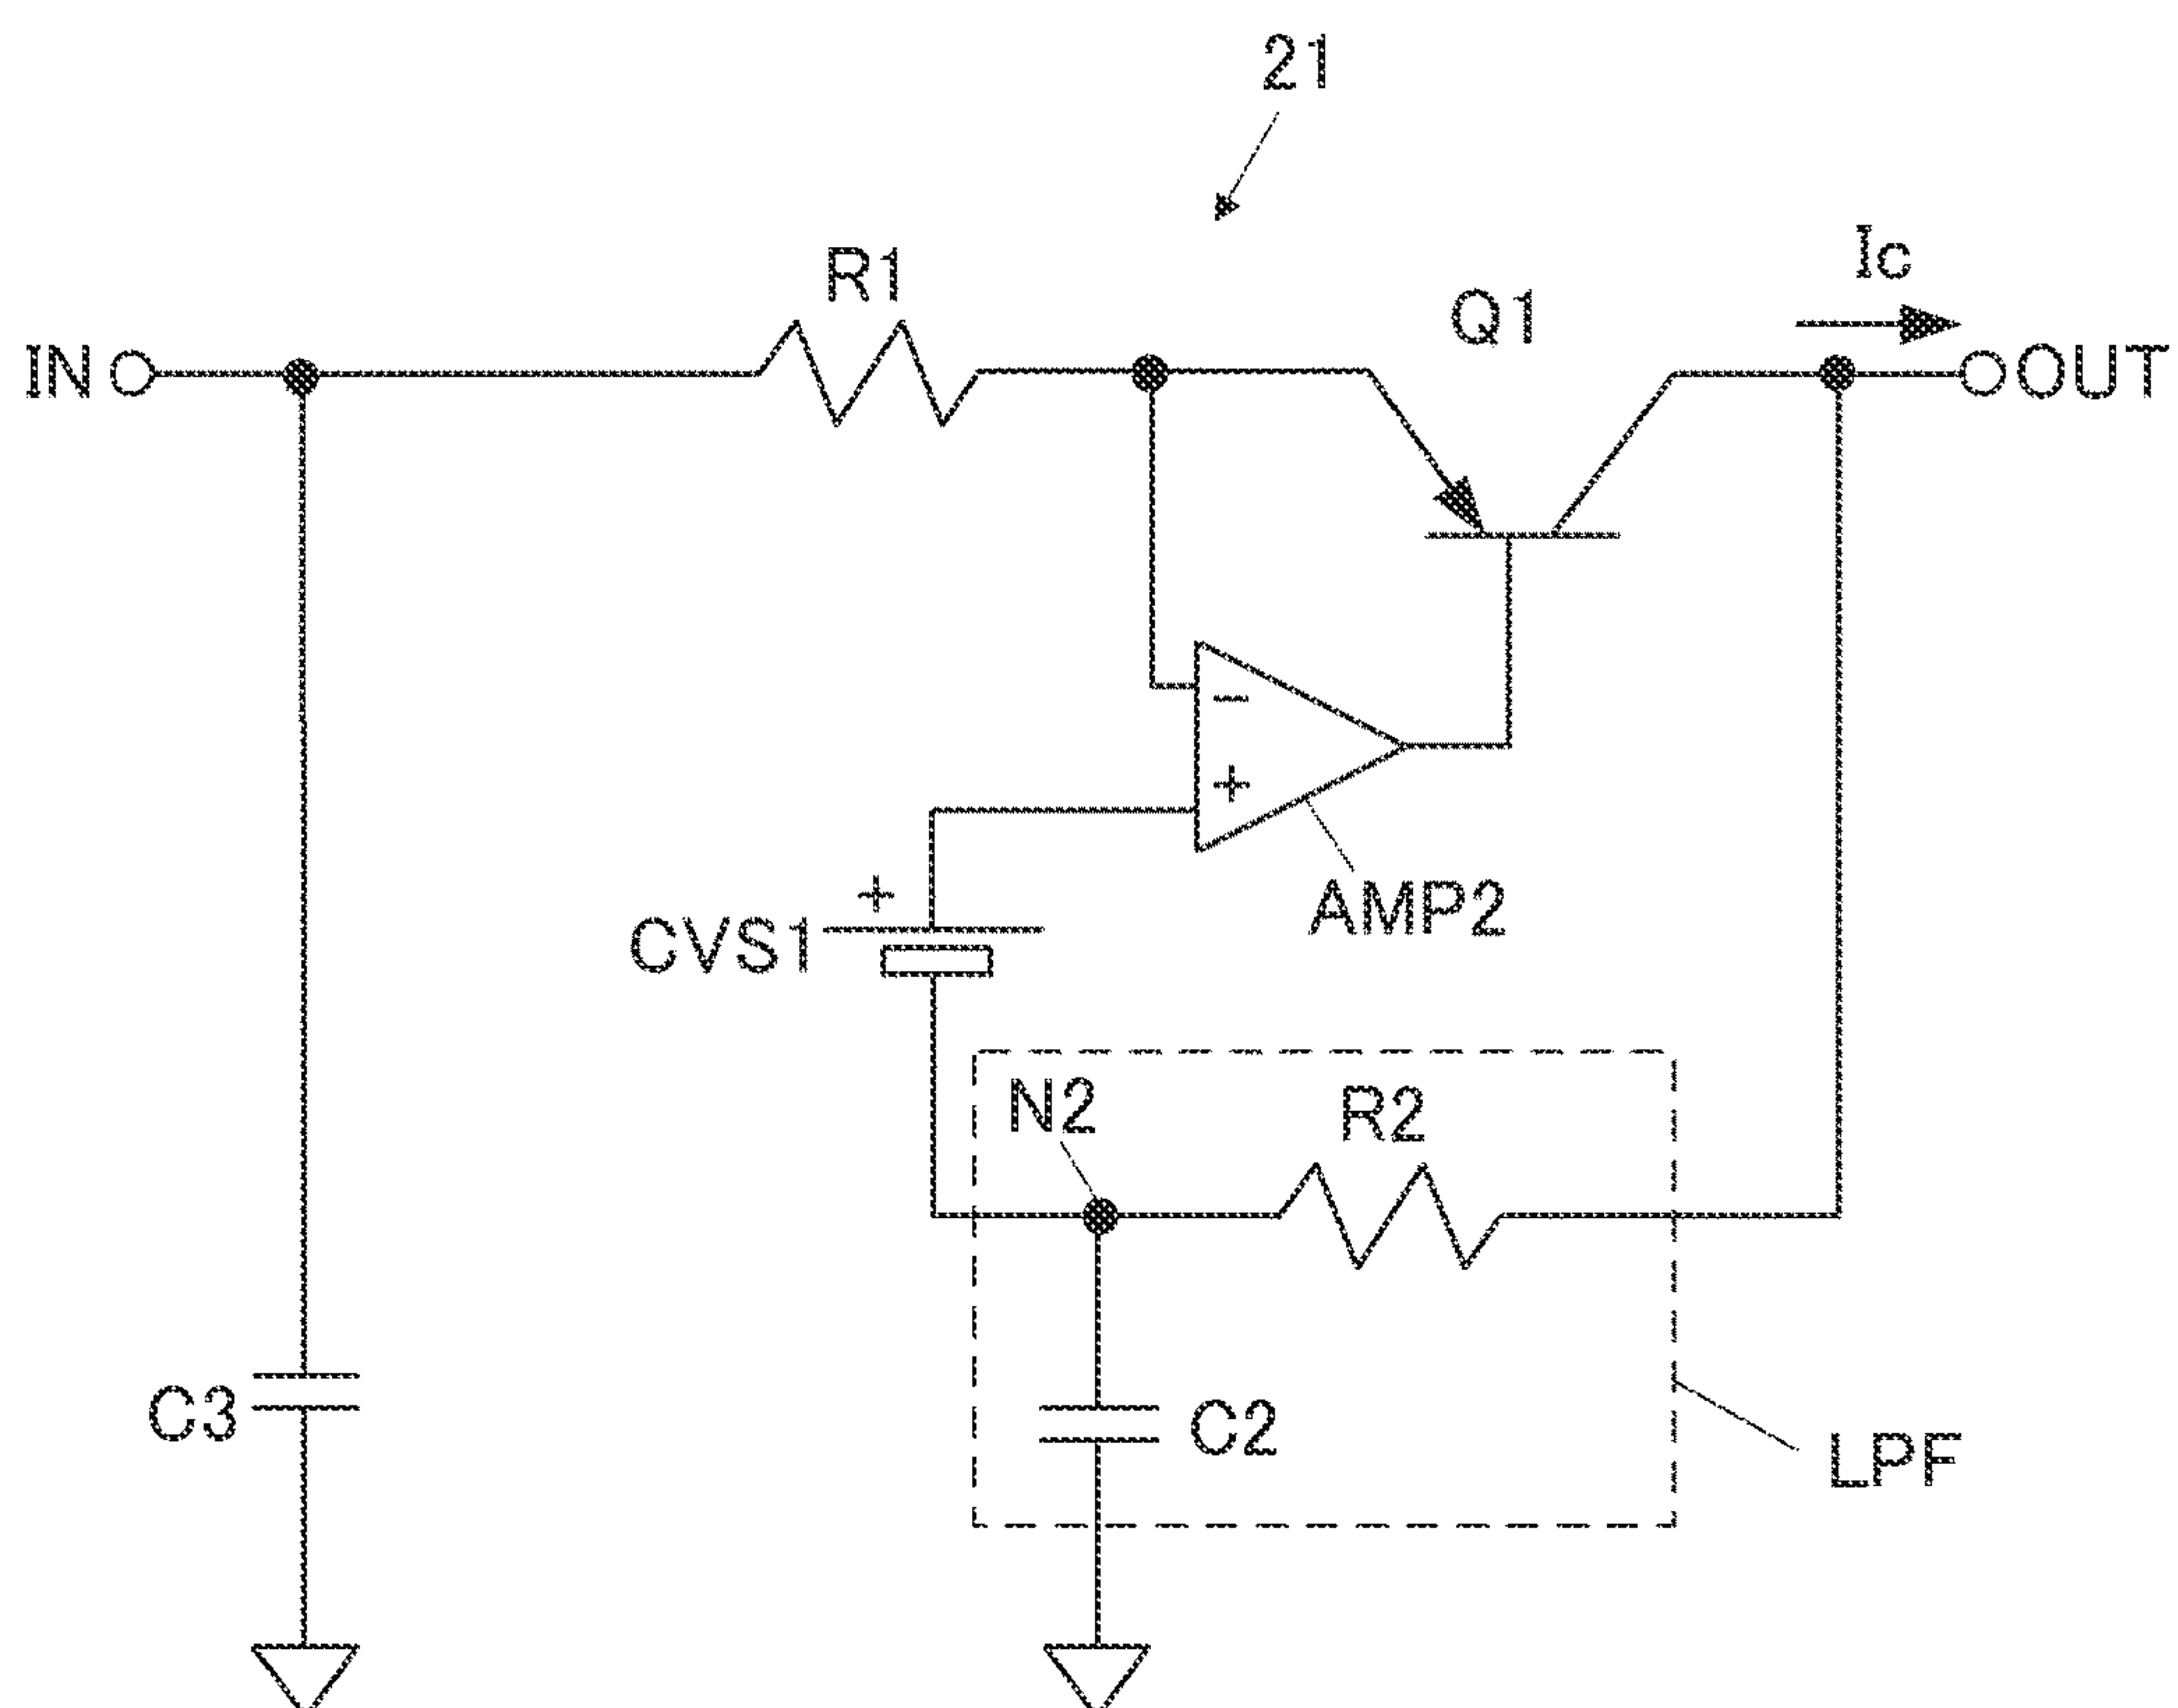 21
R1
Ic
Q1
IN
OUT
−
+
AMP2
+
CVS1
N2
R2
C3
C2
LPF